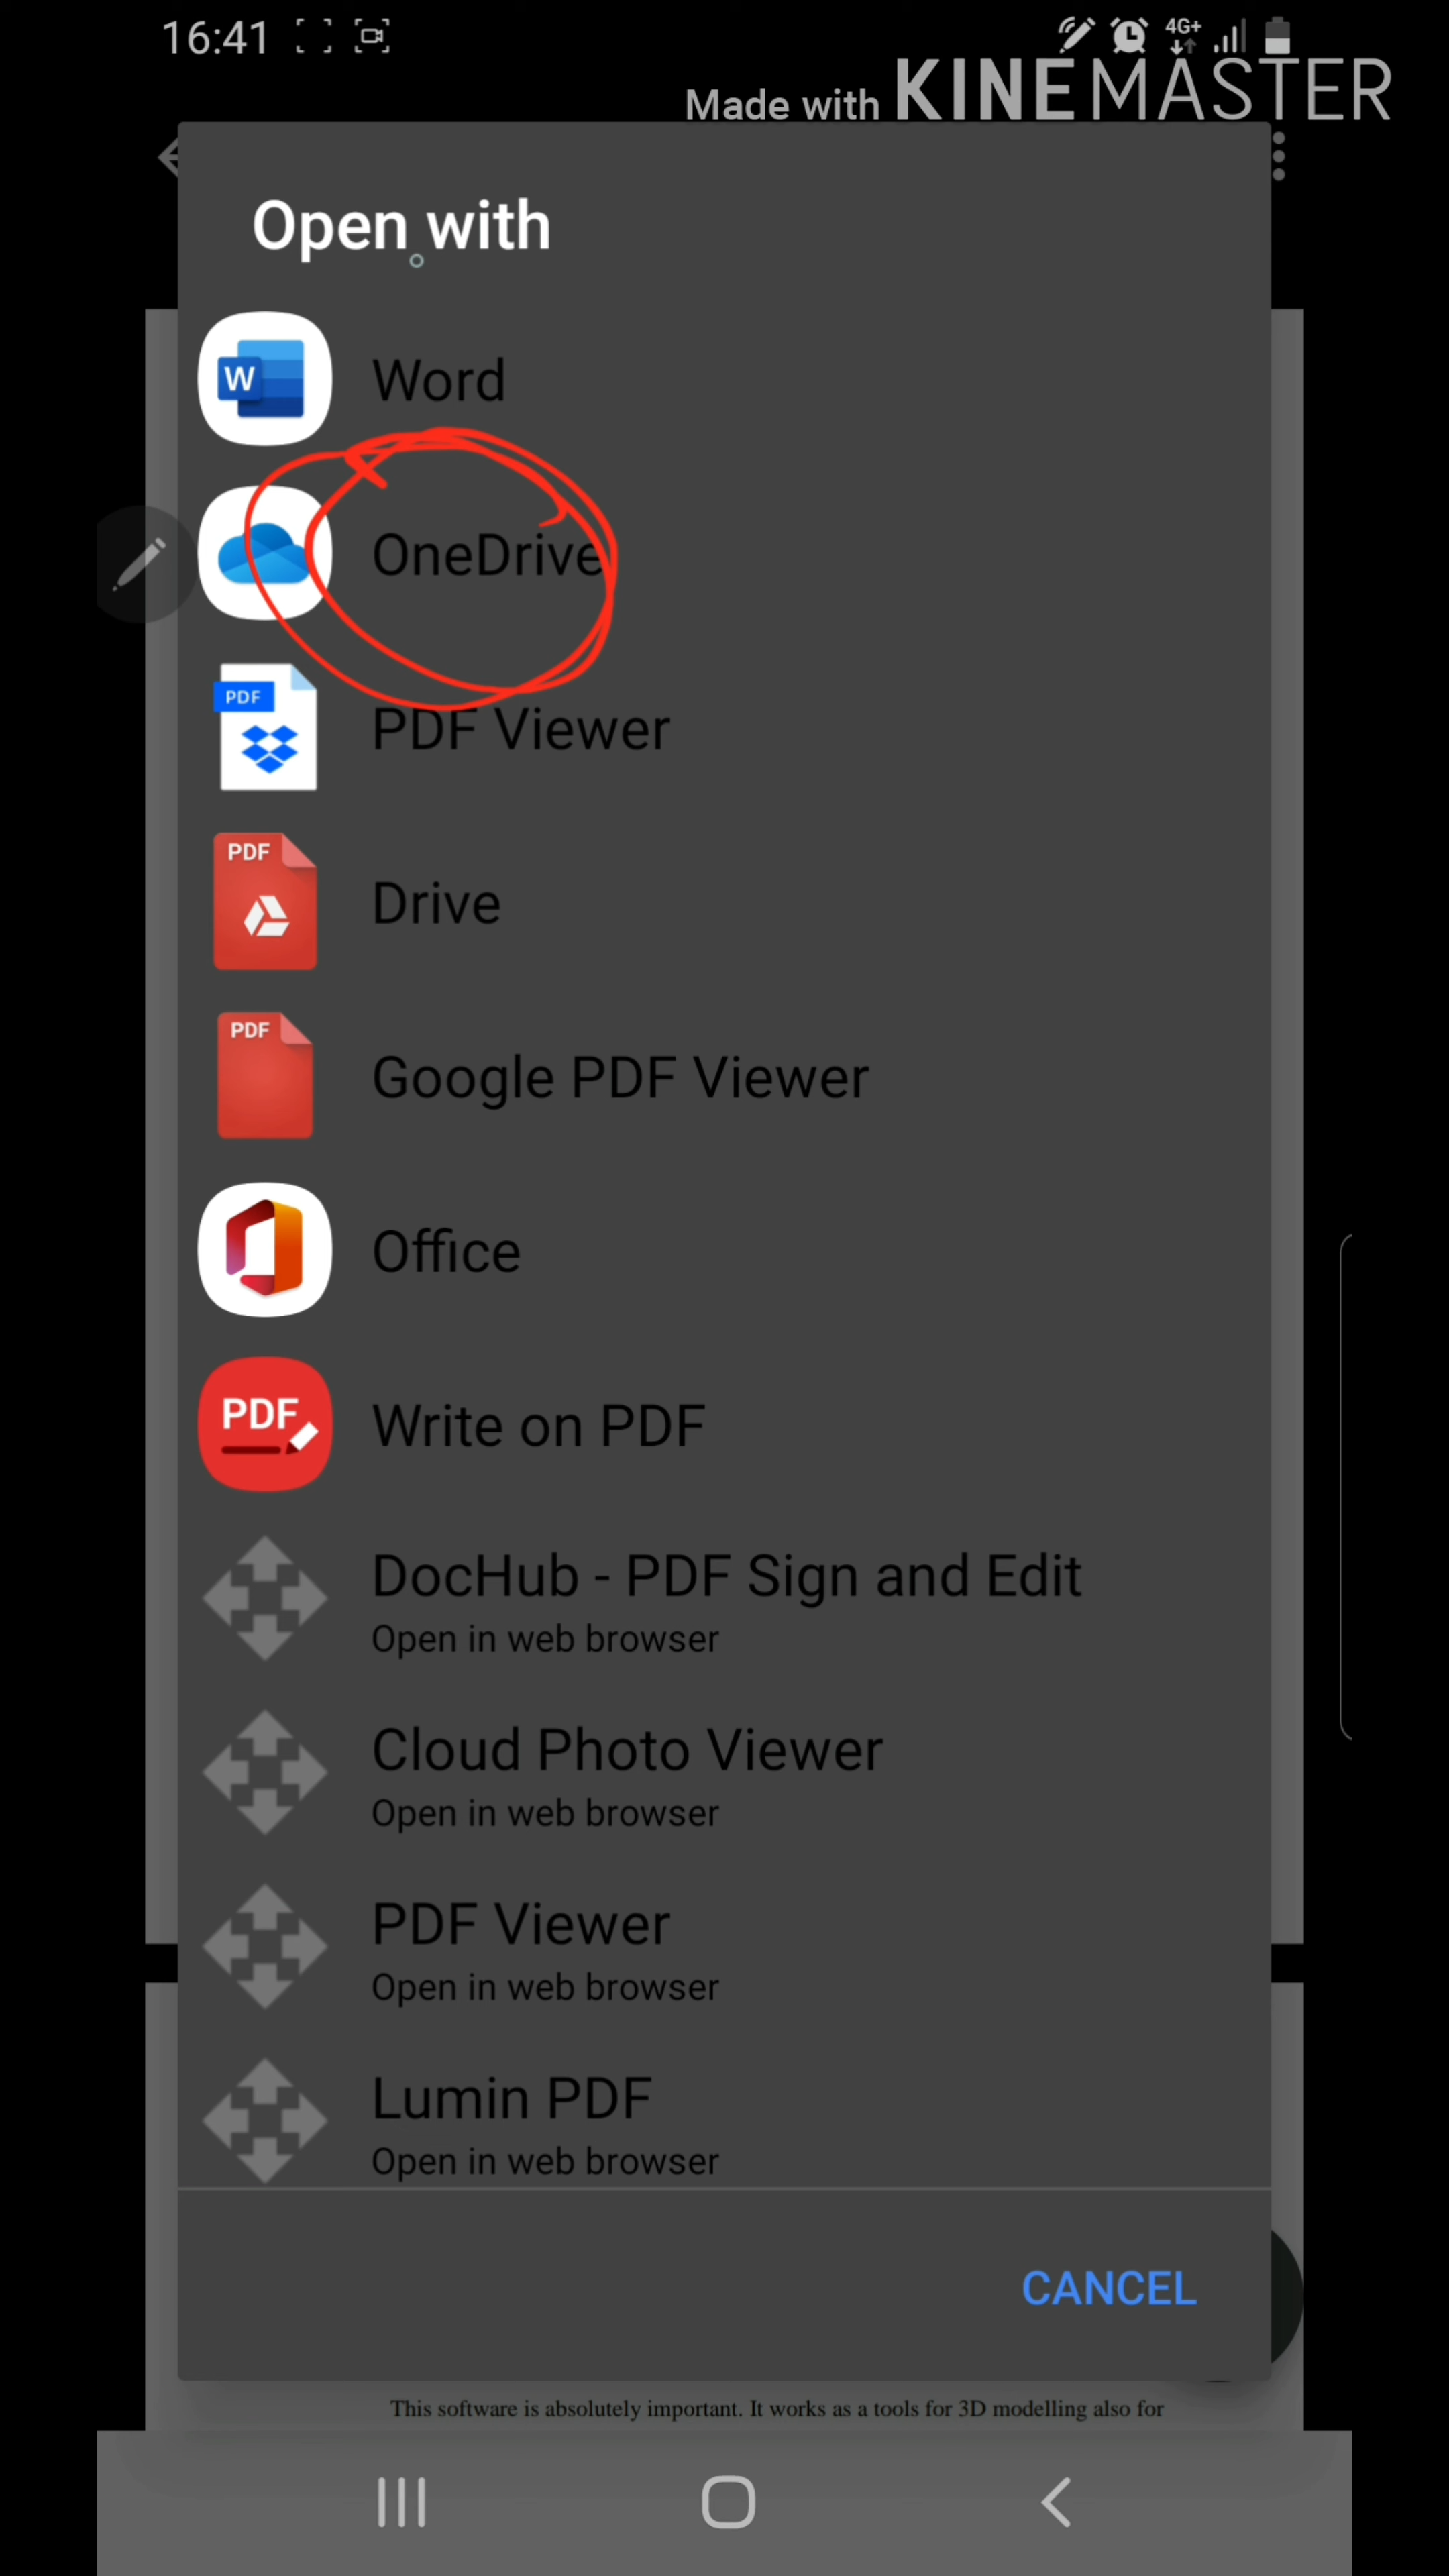 16:41
4G+
Made with KINEMASTER
Open with
W
Word
OneDrive
PDF
PDF Viewer
PDF
Drive
PDF
Google PDF Viewer
Office
PDF
Write on PDF
DocHub - PDF Sign and Edit
Open in web browser
Cloud Photo Viewer
Open in web browser
PDF Viewer
Open in web browser
Lumin PDF
Open in web browser
CANCEL
This software is absolutely important. It works as a tools for 3D modelling also for